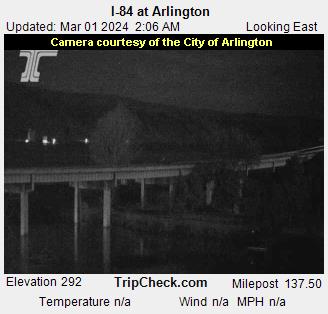 I-84 at Arlington
Updated: Mar 01 2024 2:06 AM Looking East
Camera courtesy of the City of Arlington
Elevation 292 TripCheck.com Milepost 137.50
Temperature n/a Wind n/a MPH n/a